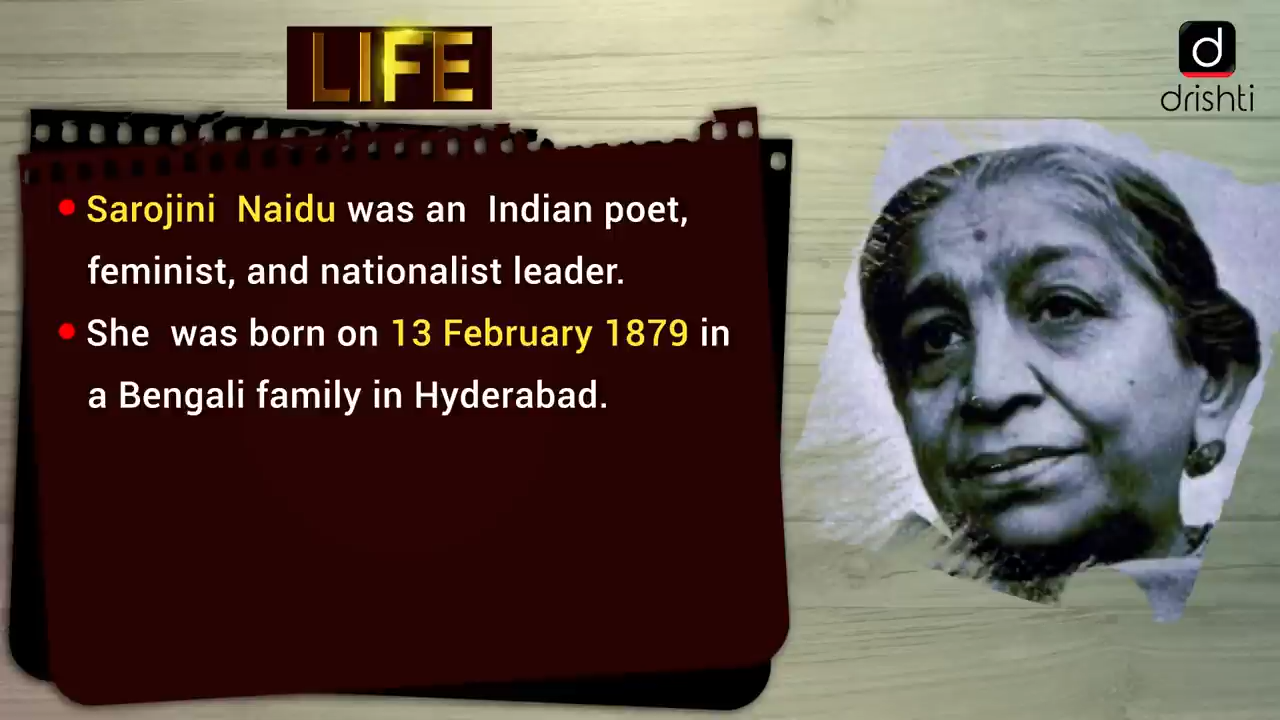 LIFE
d
drishti
Sarojini Naidu was an Indian poet,
feminist, and nationalist leader.
She was born on 13 February 1879 in
a Bengali family in Hyderabad.